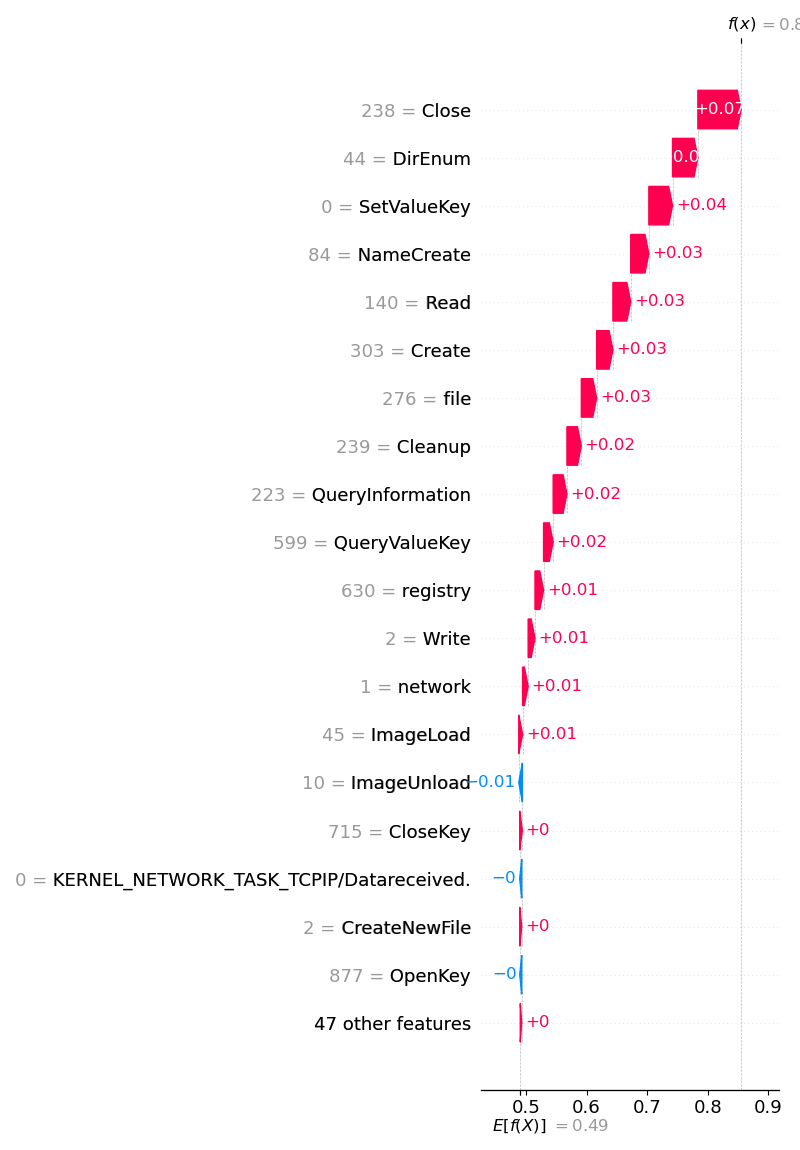 f(x) = 0.8
238 = Close
+0.07
44 = DirEnum
0.0
0 = SetValueKey
+0.04
84 = NameCreate
+0.03
140 = Read
+0.03
303 = Create
+0.03
276 = file
+0.03
239 = Cleanup
+0.02
223 = QueryInformation
+0.02
599 = QueryValueKey
+0.02
630 = registry
+0.01
2 = Write
+0.01
1 = network
+0.01
45 = ImageLoad
+0.01
10 = ImageUnload
−0.01
715 = CloseKey
+0
0 = KERNEL_NETWORK_TASK_TCPIP/Datareceived.
−0
2 = CreateNewFile
+0
877 = OpenKey
−0
47 other features
+0
0.5 0.6 0.7 0.8 0.9
E[f(X)] = 0.49